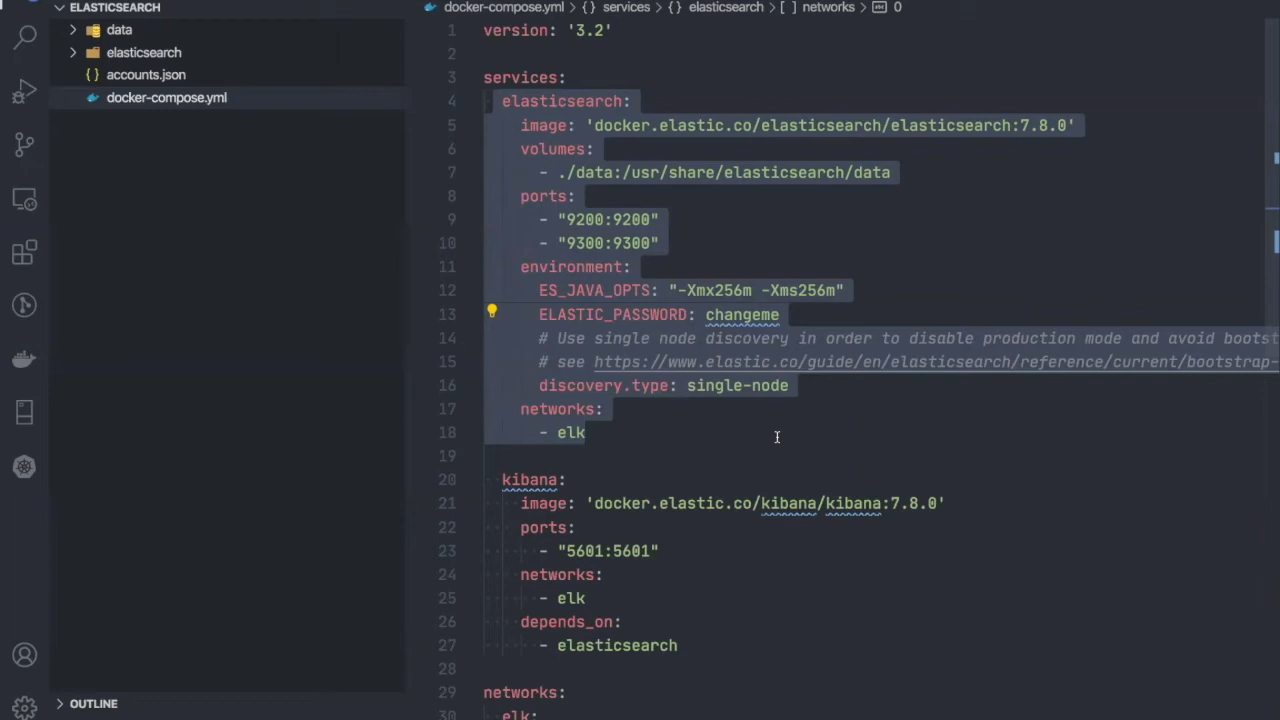 ELASTICSEARCH
data
elasticsearch
accounts.json
docker-compose.yml
OUTLINE
docker-compose.yml > {} services > {} elasticsearch > [ ] networks > 0
1 version: '3.2'
2
3 services:
4 elasticsearch:
5 image: 'docker.elastic.co/elasticsearch/elasticsearch:7.8.0'
6 volumes:
7 - ./data:/usr/share/elasticsearch/data
8 ports:
9 - "9200:9200"
10 - "9300:9300"
11 environment:
12 ES_JAVA_OPTS: "-Xmx256m -Xms256m"
13 ELASTIC_PASSWORD: changeme
14 # Use single node discovery in order to disable production mode and avoid bootst
15 # see https://www.elastic.co/guide/en/elasticsearch/reference/current/bootstrap-
16 discovery.type: single-node
17 networks:
18 - elk
19
20 kibana:
21 image: 'docker.elastic.co/kibana/kibana:7.8.0'
22 ports:
23 - "5601:5601"
24 networks:
25 - elk
26 depends_on:
27 - elasticsearch
28
29 networks:
30 elk: